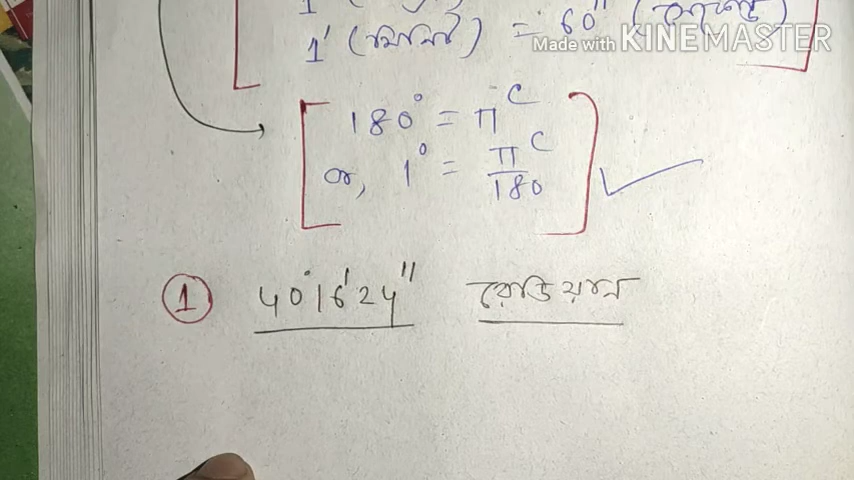 1′ (মিনিট) = 60″
Made with KINEMASTER
180° = π^c
or, 1° = π/180 ^c
① 40°16′24″ রেডিয়ান